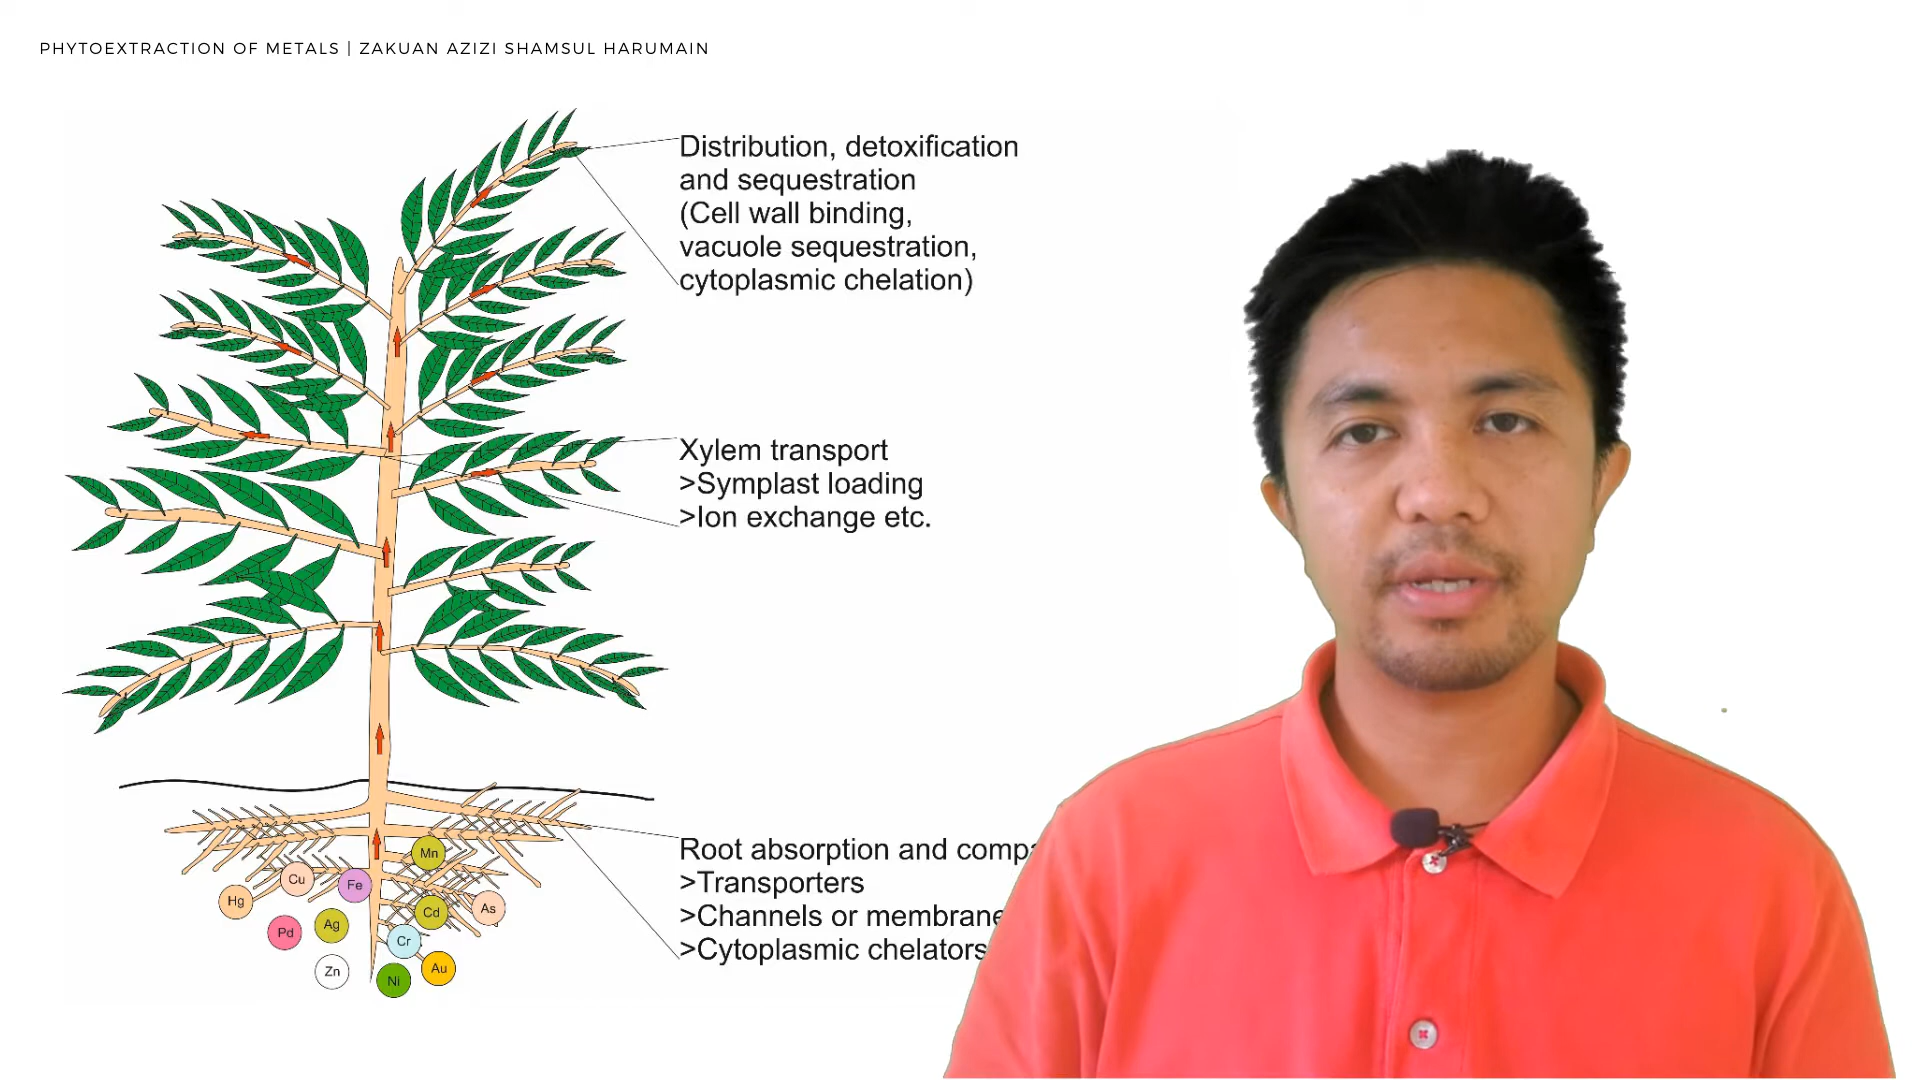 PHYTOEXTRACTION OF METALS | ZAKUAN AZIZI SHAMSUL HARUMAIN
Distribution, detoxification
and sequestration
(Cell wall binding,
vacuole sequestration,
cytoplasmic chelation)
Xylem transport
>Symplast loading
>Ion exchange etc.
Root absorption and
>Transporters
>Channels or membrane
>Cytoplasmic chelators
Mn
Cu
Fe
Hg
Cd
As
Ag
Pd
Cr
Zn
Au
Ni